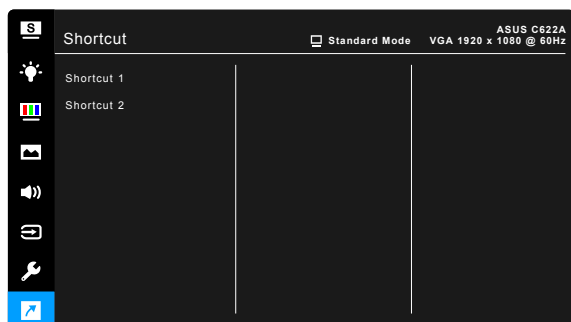 S
Shortcut
Standard Mode
ASUS C622A
VGA 1920 x 1080 @ 60Hz
Shortcut 1
Shortcut 2